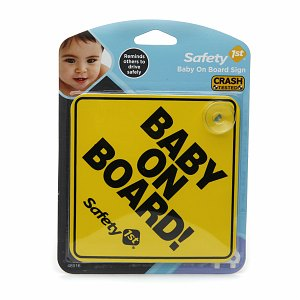 Reminds
others to drive
safely
Safety 1st
Baby On Board Sign
CRASH
TESTED
BABY
ON
BOARD!
Safety 1st